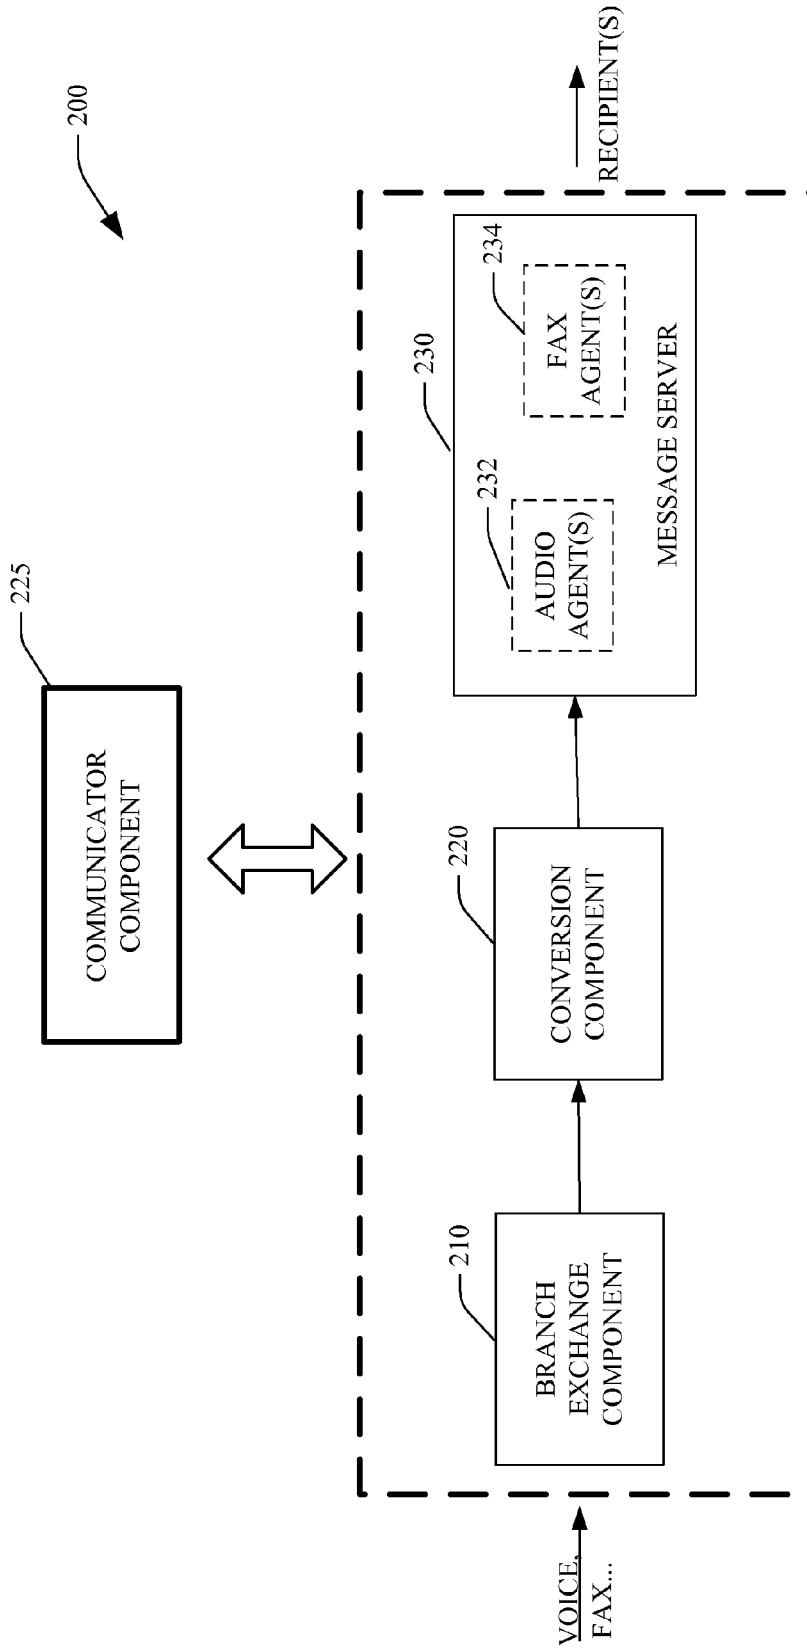 200
225
COMMUNICATOR
COMPONENT
VOICE,
FAX...
210
BRANCH
EXCHANGE
COMPONENT
220
CONVERSION
COMPONENT
230
232
AUDIO
AGENT(S)
234
FAX
AGENT(S)
MESSAGE SERVER
RECIPIENT(S)